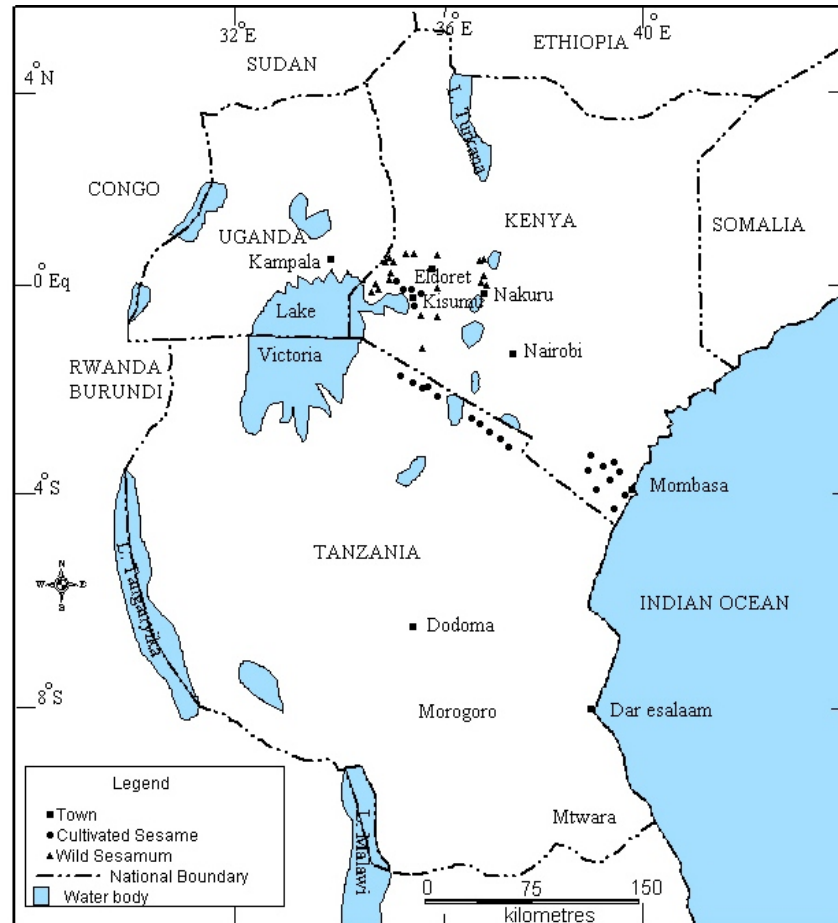 32°E
36°E
40 E
ETHIOPIA
SUDAN
4°N
L. Turkana
CONGO
KENYA
SOMALIA
UGANDA
Kampala
Eldoret
0°Eq
Kisumu
Nakuru
Lake
Victoria
Nairobi
RWANDA
BURUNDI
4°S
Mombasa
TANZANIA
N
W E
S
L. Tanganyika
INDIAN OCEAN
Dodoma
8°S
Morogoro
Dar esalaam
Legend
Town
Cultivated Sesame
Wild Sesamum
National Boundary
Water body
L. Malawi
Mtwara
0 75 150
kilometres